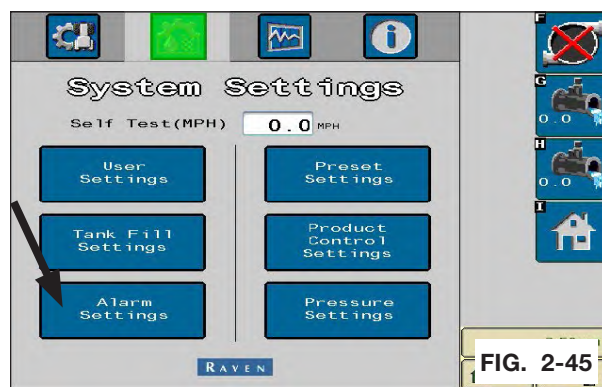 F
System Settings
Self Test(MPH) 0.0 MPH
G
0.0
User
Settings
Preset
Settings
H
0.0
Tank Fill
Settings
Product
Control
Settings
I
Alarm
Settings
Pressure
Settings
RAVEN
FIG. 2-45